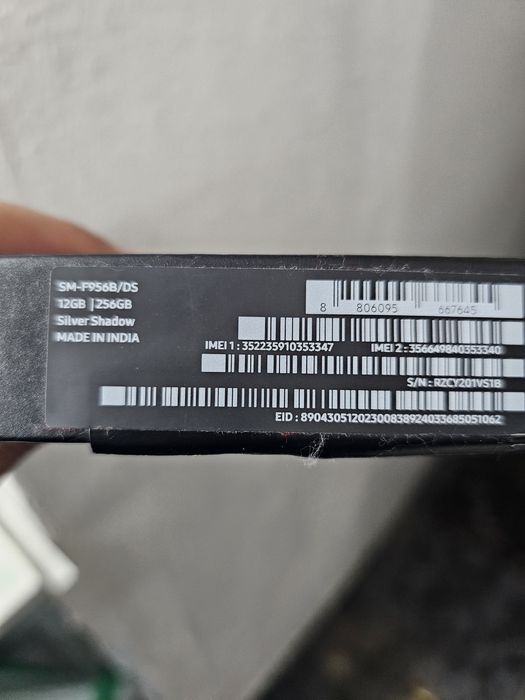 SM-F956B/DS
12GB | 256GB
Silver Shadow
MADE IN INDIA
8 806095 667645
IMEI 1 : 352235910353347 IMEI 2 : 356649840353340
S/N : RZCY201VS1B
EID : 89043051202300838924033685051062